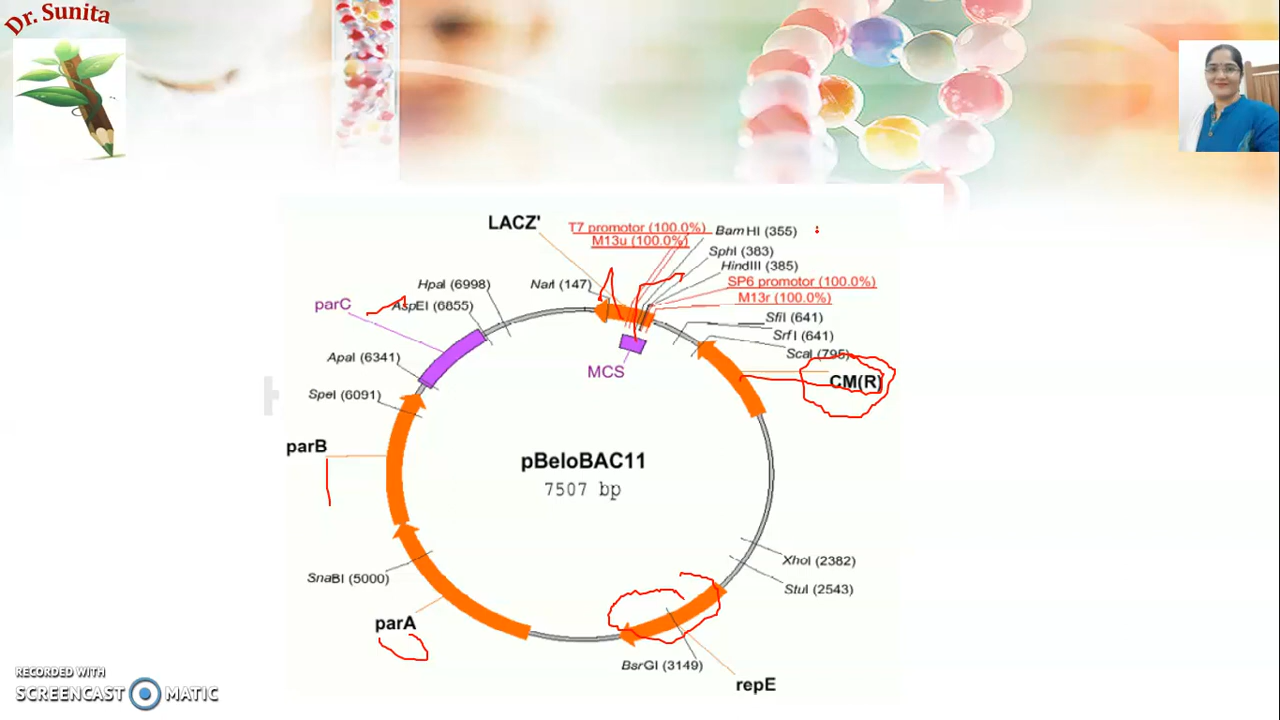 Dr. Sunita
LACZ'
T7 promotor (100.0%)
M13u (100.0%)
BamHI (355)
SphI (383)
HindIII (385)
SP6 promotor (100.0%)
M13r (100.0%)
SfiI (641)
SrfI (641)
ScaI (795)
CM(R)
NarI (147)
HpaI (6998)
AspEI (6855)
parC
ApaI (6341)
SpeI (6091)
MCS
parB
pBeloBAC11
7507 bp
XhoI (2382)
StuI (2543)
SnaBI (5000)
parA
BsrGI (3149)
repE
RECORDED WITH
SCREENCAST MATIC